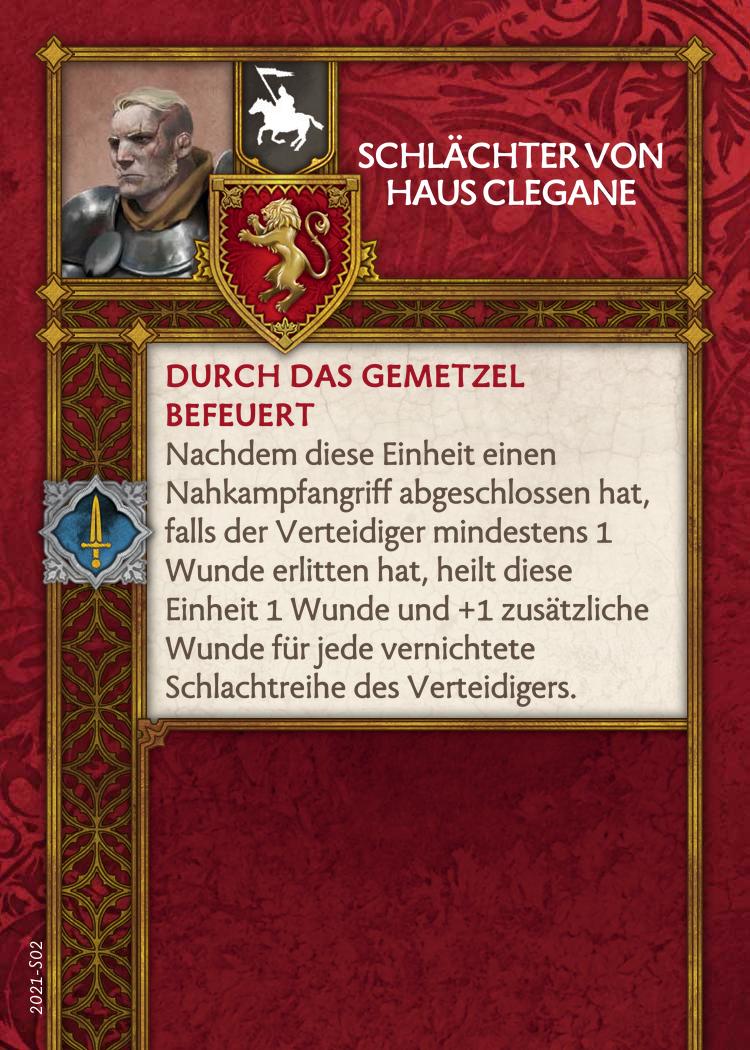 SCHLÄCHTER VON
HAUS CLEGANE
DURCH DAS GEMETZEL
BEFEUERT
Nachdem diese Einheit einen
Nahkampfangriff abgeschlossen hat,
falls der Verteidiger mindestens 1
Wunde erlitten hat, heilt diese
Einheit 1 Wunde und +1 zusätzliche
Wunde für jede vernichtete
Schlachtreihe des Verteidigers.
2021-S02